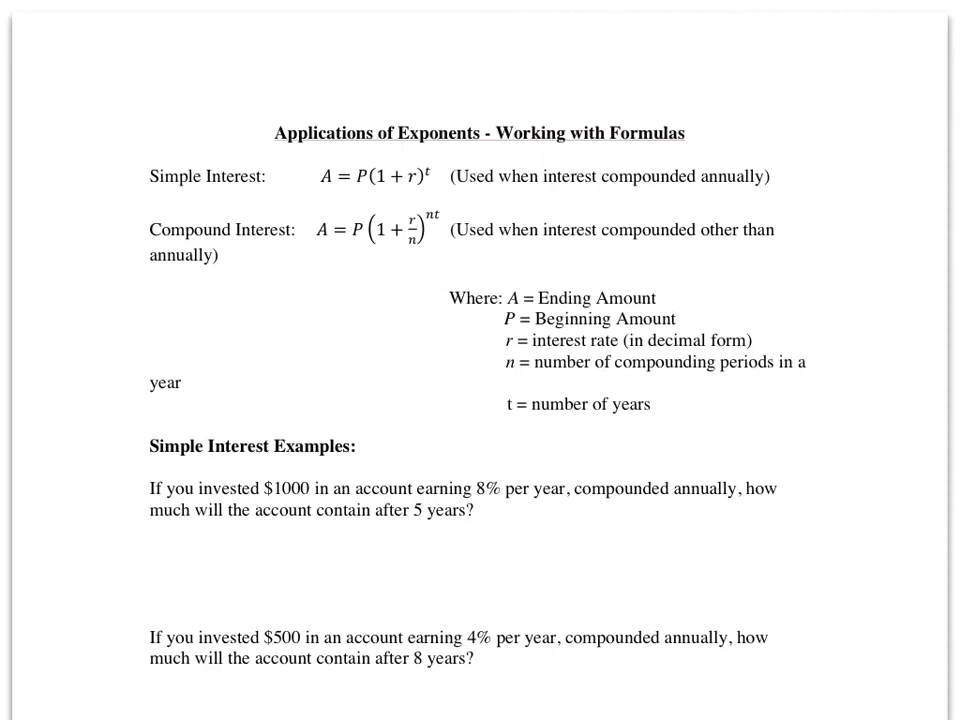 Applications of Exponents - Working with Formulas
Simple Interest: A = P(1 + r)^t (Used when interest compounded annually)
Compound Interest: A = P(1 + r/n)^nt (Used when interest compounded other than
annually)
Where: A = Ending Amount
P = Beginning Amount
r = interest rate (in decimal form)
n = number of compounding periods in a
year
t = number of years
Simple Interest Examples:
If you invested $1000 in an account earning 8% per year, compounded annually, how
much will the account contain after 5 years?
If you invested $500 in an account earning 4% per year, compounded annually, how
much will the account contain after 8 years?